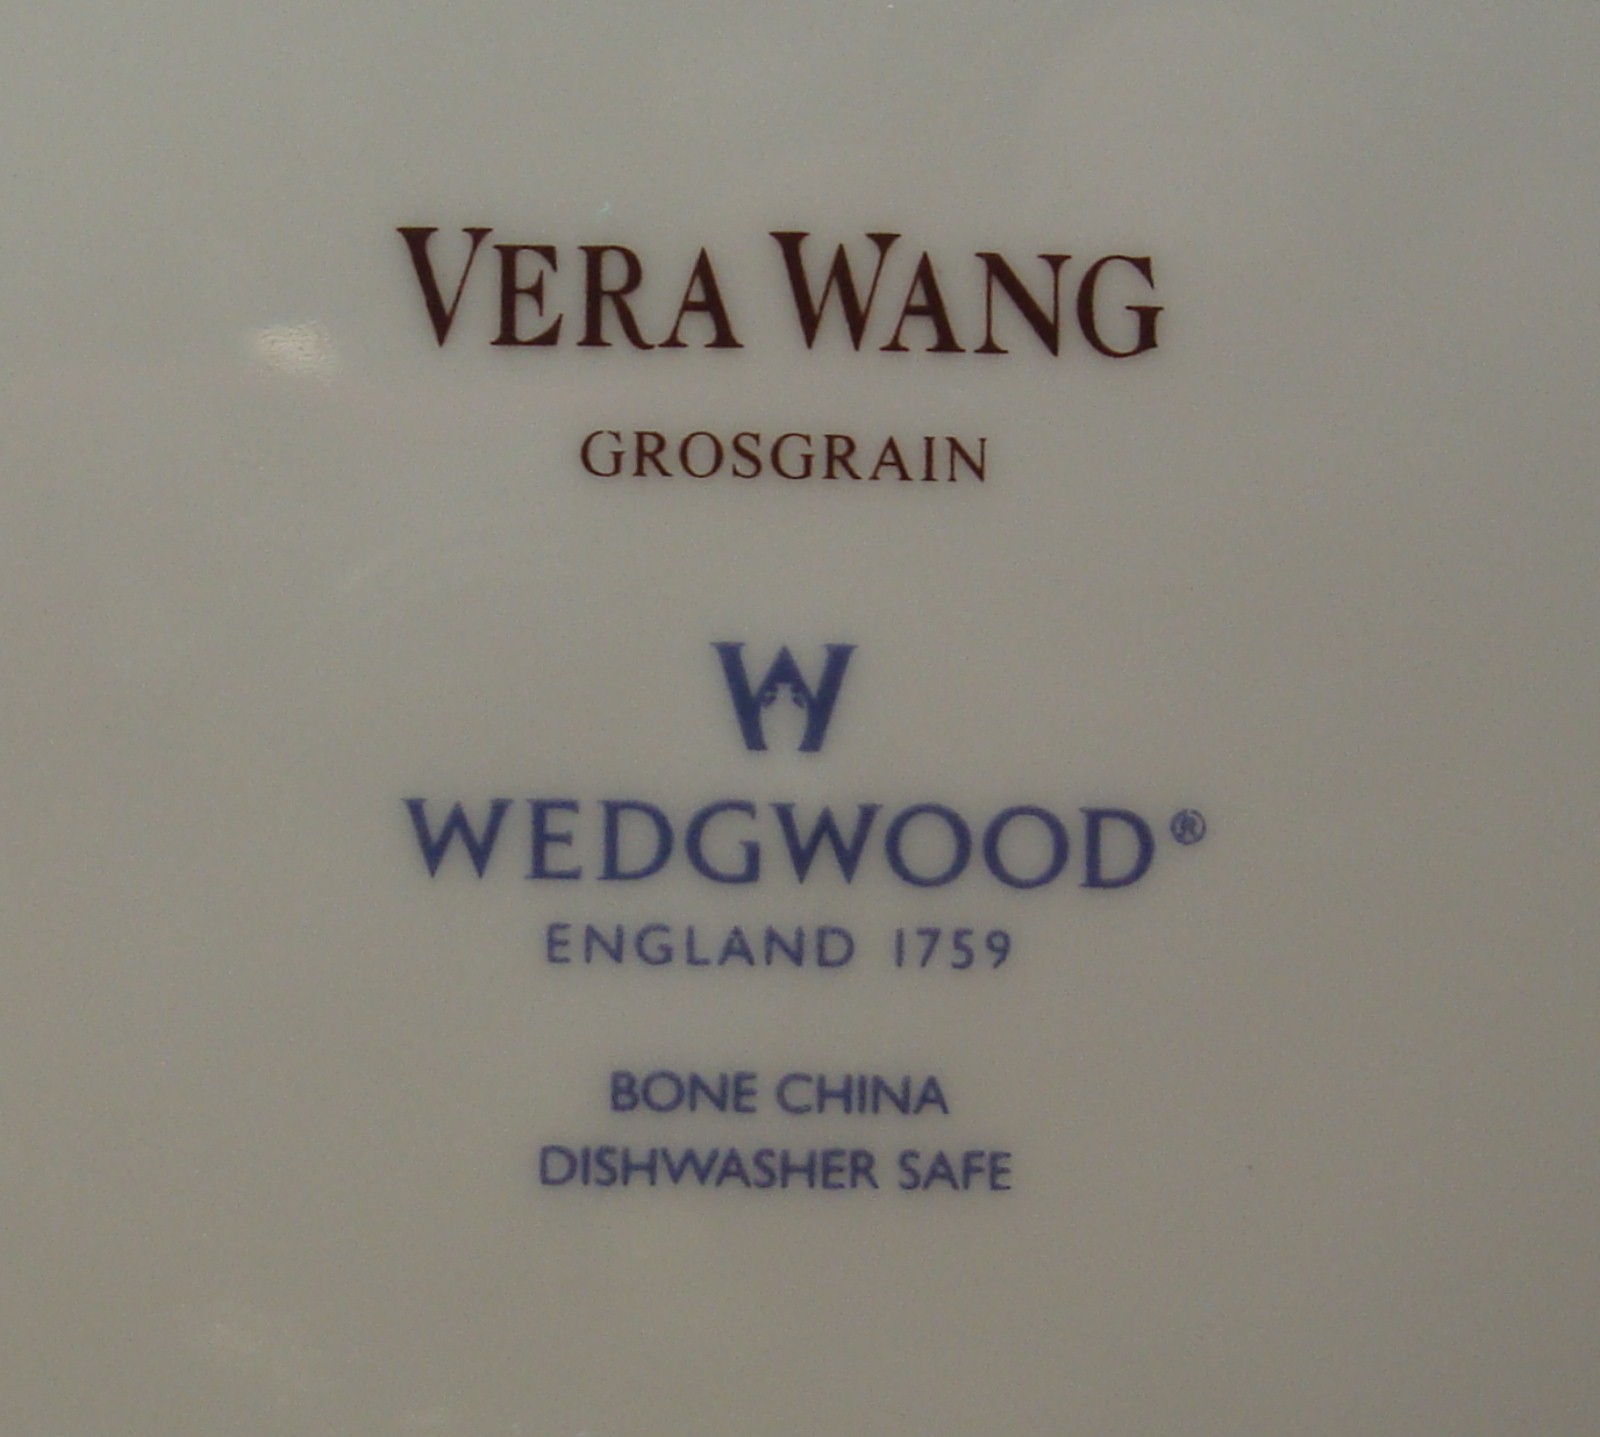 VERA WANG
GROSGRAIN
W
WEDGWOOD®
ENGLAND 1759
BONE CHINA
DISHWASHER SAFE